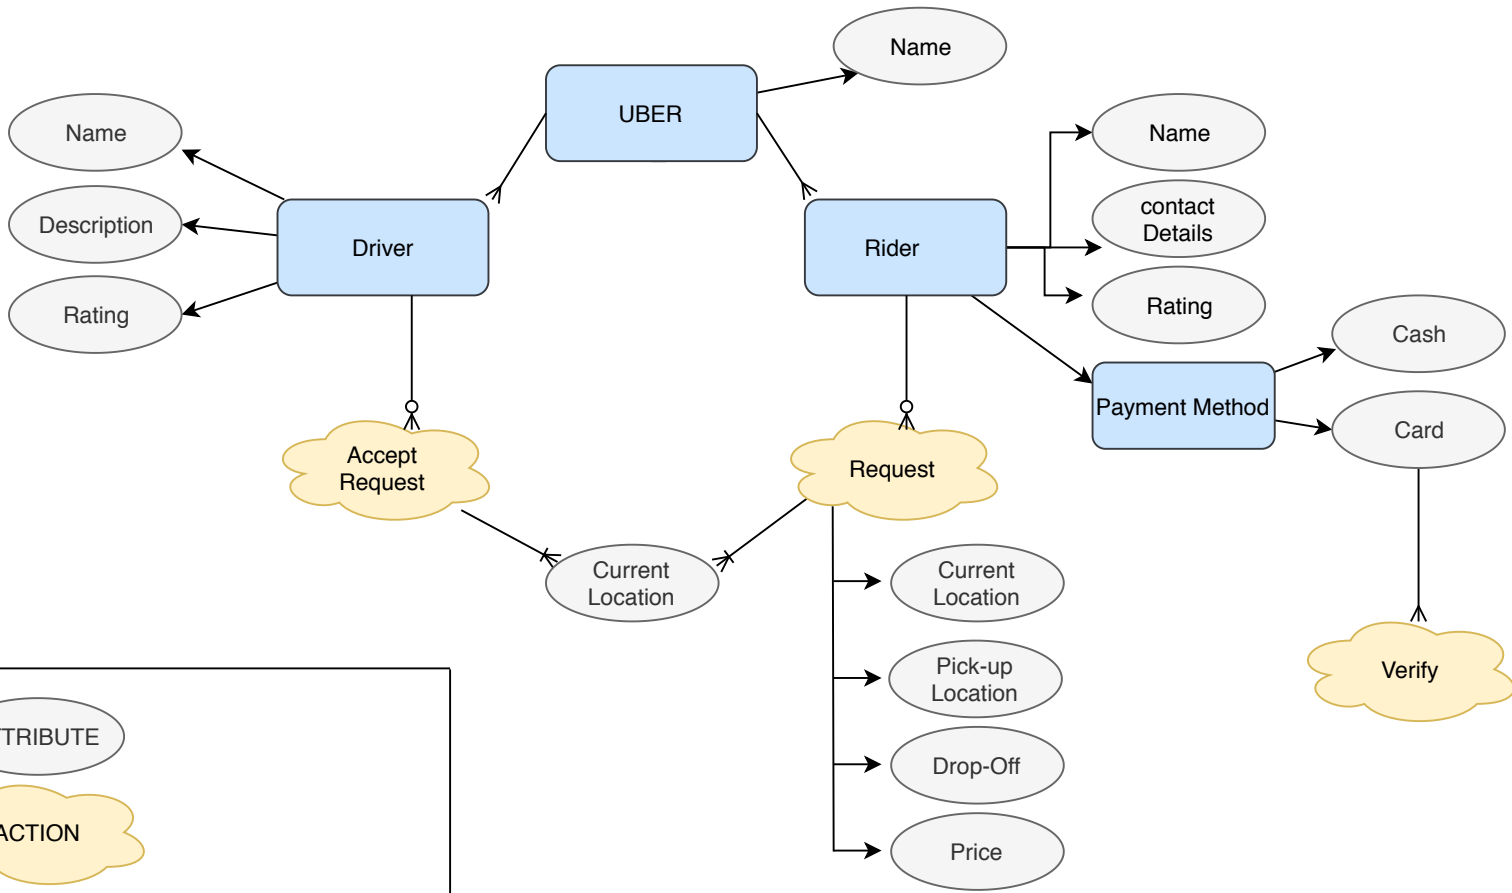 Name
UBER
Name
Name
Description
Driver
Rider
contact
Details
Rating
Rating
Cash
Payment Method
Card
Accept
Request
Request
Current
Location
Current
Location
Pick-up
Location
Verify
TTRIBUTE
Drop-Off
ACTION
Price